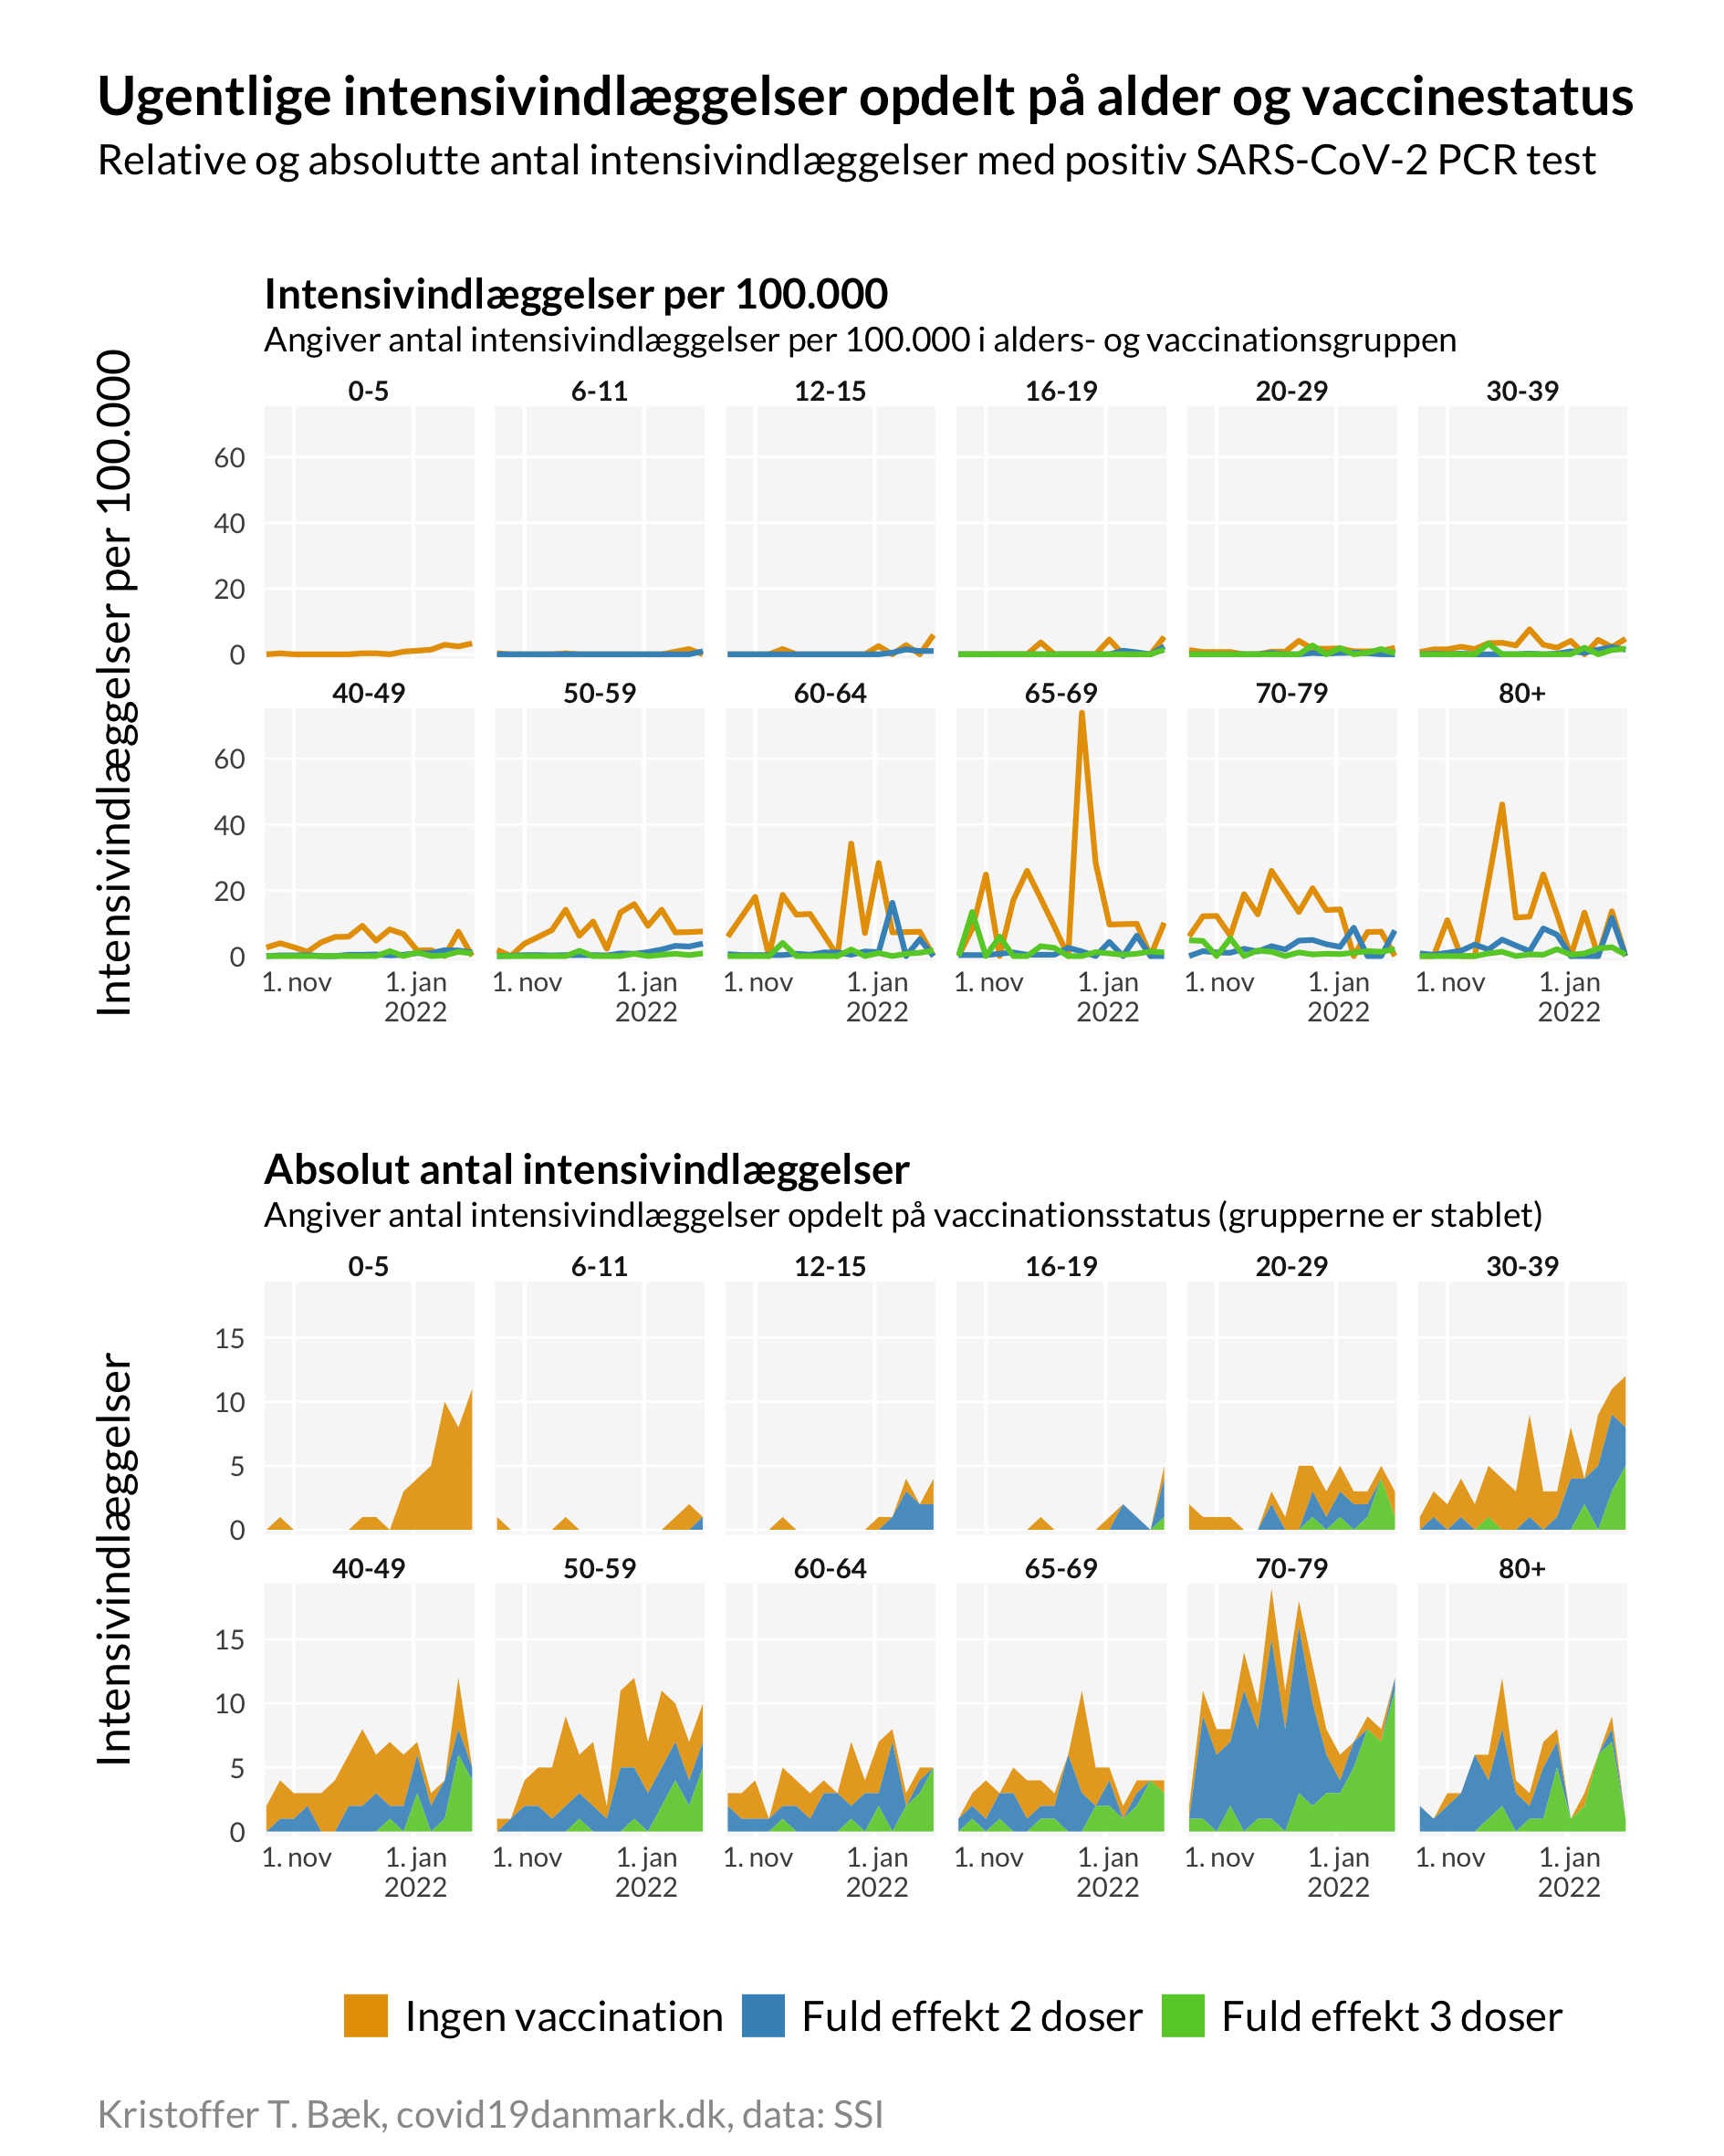 Ugentlige intensivindlæggelser opdelt på alder og vaccinestatus
Relative og absolutte antal intensivindlæggelser med positiv SARS-CoV-2 PCR test
Intensivindlæggelser per 100.000
Angiver antal intensivindlæggelser per 100.000 i alders- og vaccinationsgruppen
Intensivindlæggelser per 100.000
0-5 6-11 12-15 16-19 20-29 30-39
60
40
20
0
40-49 50-59 60-64 65-69 70-79 80+
60
40
20
0
1. nov 1. jan 1. nov 1. jan 1. nov 1. jan 1. nov 1. jan 1. nov 1. jan 1. nov 1. jan
2022 2022 2022 2022 2022 2022
Absolut antal intensivindlæggelser
Angiver antal intensivindlæggelser opdelt på vaccinationsstatus (grupperne er stablet)
Intensivindlæggelser
0-5 6-11 12-15 16-19 20-29 30-39
15
10
5
0
40-49 50-59 60-64 65-69 70-79 80+
15
10
5
0
1. nov 1. jan 1. nov 1. jan 1. nov 1. jan 1. nov 1. jan 1. nov 1. jan 1. nov 1. jan
2022 2022 2022 2022 2022 2022
Ingen vaccination Fuld effekt 2 doser Fuld effekt 3 doser
Kristoffer T. Bæk, covid19danmark.dk, data: SSI